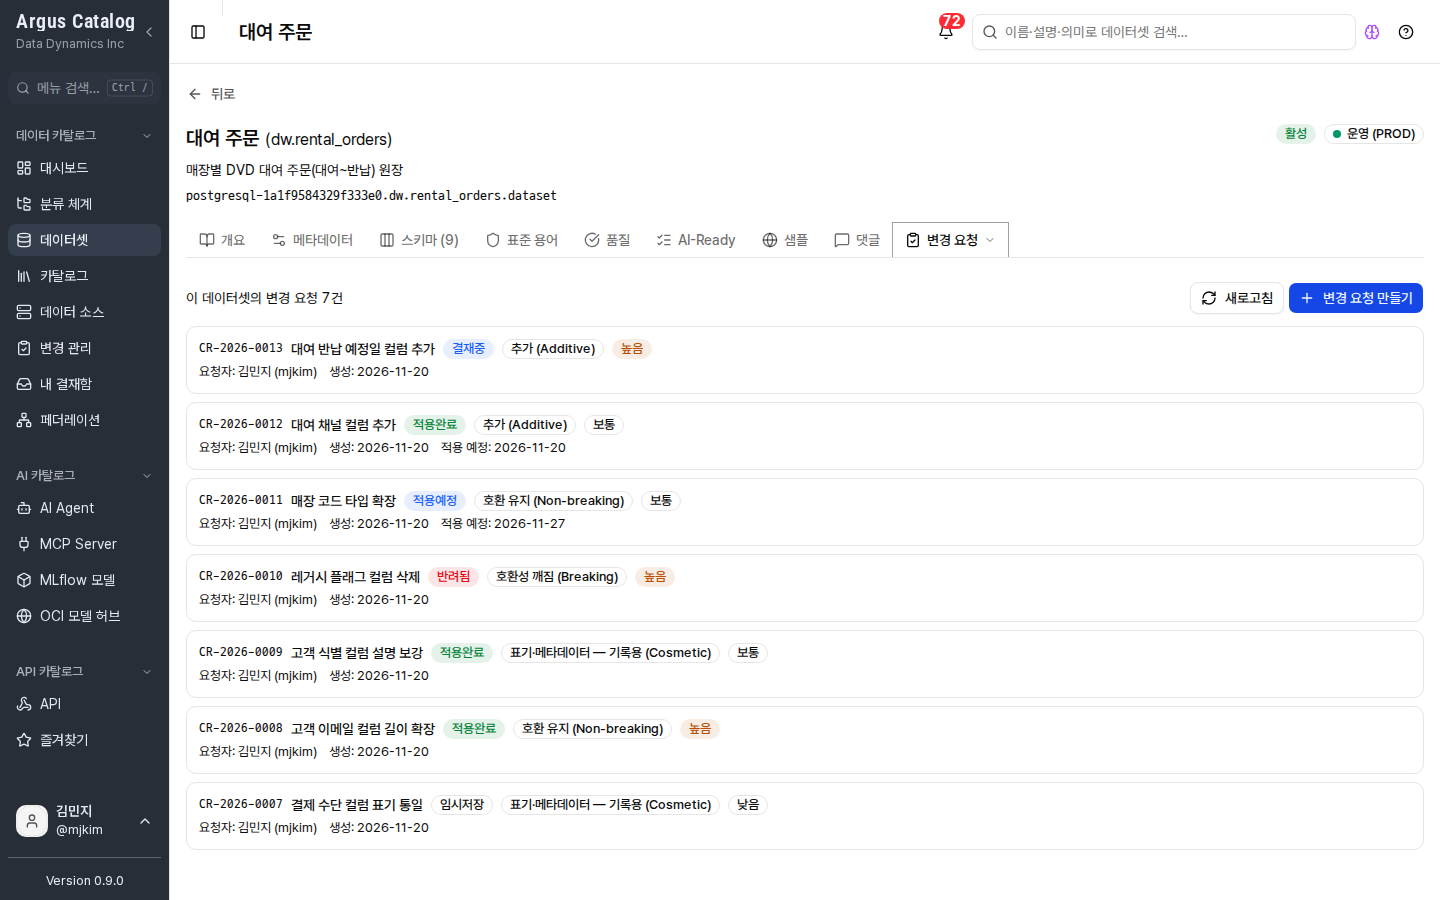 Argus Catalog
Data Dynamics Inc
메뉴 검색... Ctrl /
데이터 카탈로그
대시보드
분류 체계
데이터셋
카탈로그
데이터 소스
변경 관리
내 결재함
페더레이션
AI 카탈로그
AI Agent
MCP Server
MLflow 모델
OCI 모델 허브
API 카탈로그
API
즐겨찾기
김민지
@mjkim
Version 0.9.0
대여 주문
72
이름·설명·의미로 데이터셋 검색...
뒤로
대여 주문 (dw.rental_orders)
활성 운영 (PROD)
매장별 DVD 대여 주문(대여~반납) 원장
postgresql-1a1f9584329f333e0.dw.rental_orders.dataset
개요 메타데이터 스키마 (9) 표준 용어 품질 AI-Ready 샘플 댓글 변경 요청
이 데이터셋의 변경 요청 7건
새로고침 변경 요청 만들기
CR-2026-0013 대여 반납 예정일 컬럼 추가 결재중 추가 (Additive) 높음
요청자: 김민지 (mjkim) 생성: 2026-11-20
CR-2026-0012 대여 채널 컬럼 추가 적용완료 추가 (Additive) 보통
요청자: 김민지 (mjkim) 생성: 2026-11-20 적용 예정: 2026-11-20
CR-2026-0011 매장 코드 타입 확장 적용예정 호환 유지 (Non-breaking) 보통
요청자: 김민지 (mjkim) 생성: 2026-11-20 적용 예정: 2026-11-27
CR-2026-0010 레거시 플래그 컬럼 삭제 반려됨 호환성 깨짐 (Breaking) 높음
요청자: 김민지 (mjkim) 생성: 2026-11-20
CR-2026-0009 고객 식별 컬럼 설명 보강 적용완료 표기·메타데이터 — 기록용 (Cosmetic) 보통
요청자: 김민지 (mjkim) 생성: 2026-11-20
CR-2026-0008 고객 이메일 컬럼 길이 확장 적용완료 호환 유지 (Non-breaking) 높음
요청자: 김민지 (mjkim) 생성: 2026-11-20
CR-2026-0007 결제 수단 컬럼 표기 통일 임시저장 표기·메타데이터 — 기록용 (Cosmetic) 낮음
요청자: 김민지 (mjkim) 생성: 2026-11-20